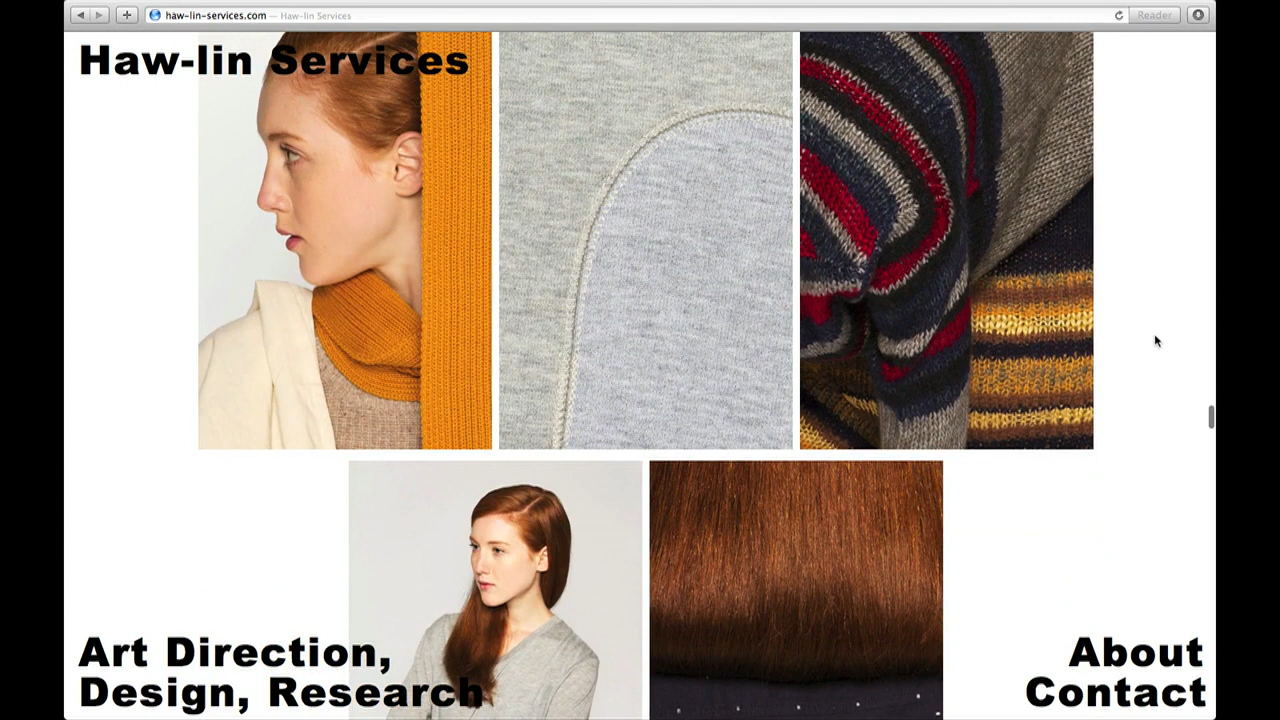 haw-lin-services.com — Haw-lin Services
Reader
Haw-lin Services
Art Direction,
Design, Research
About
Contact